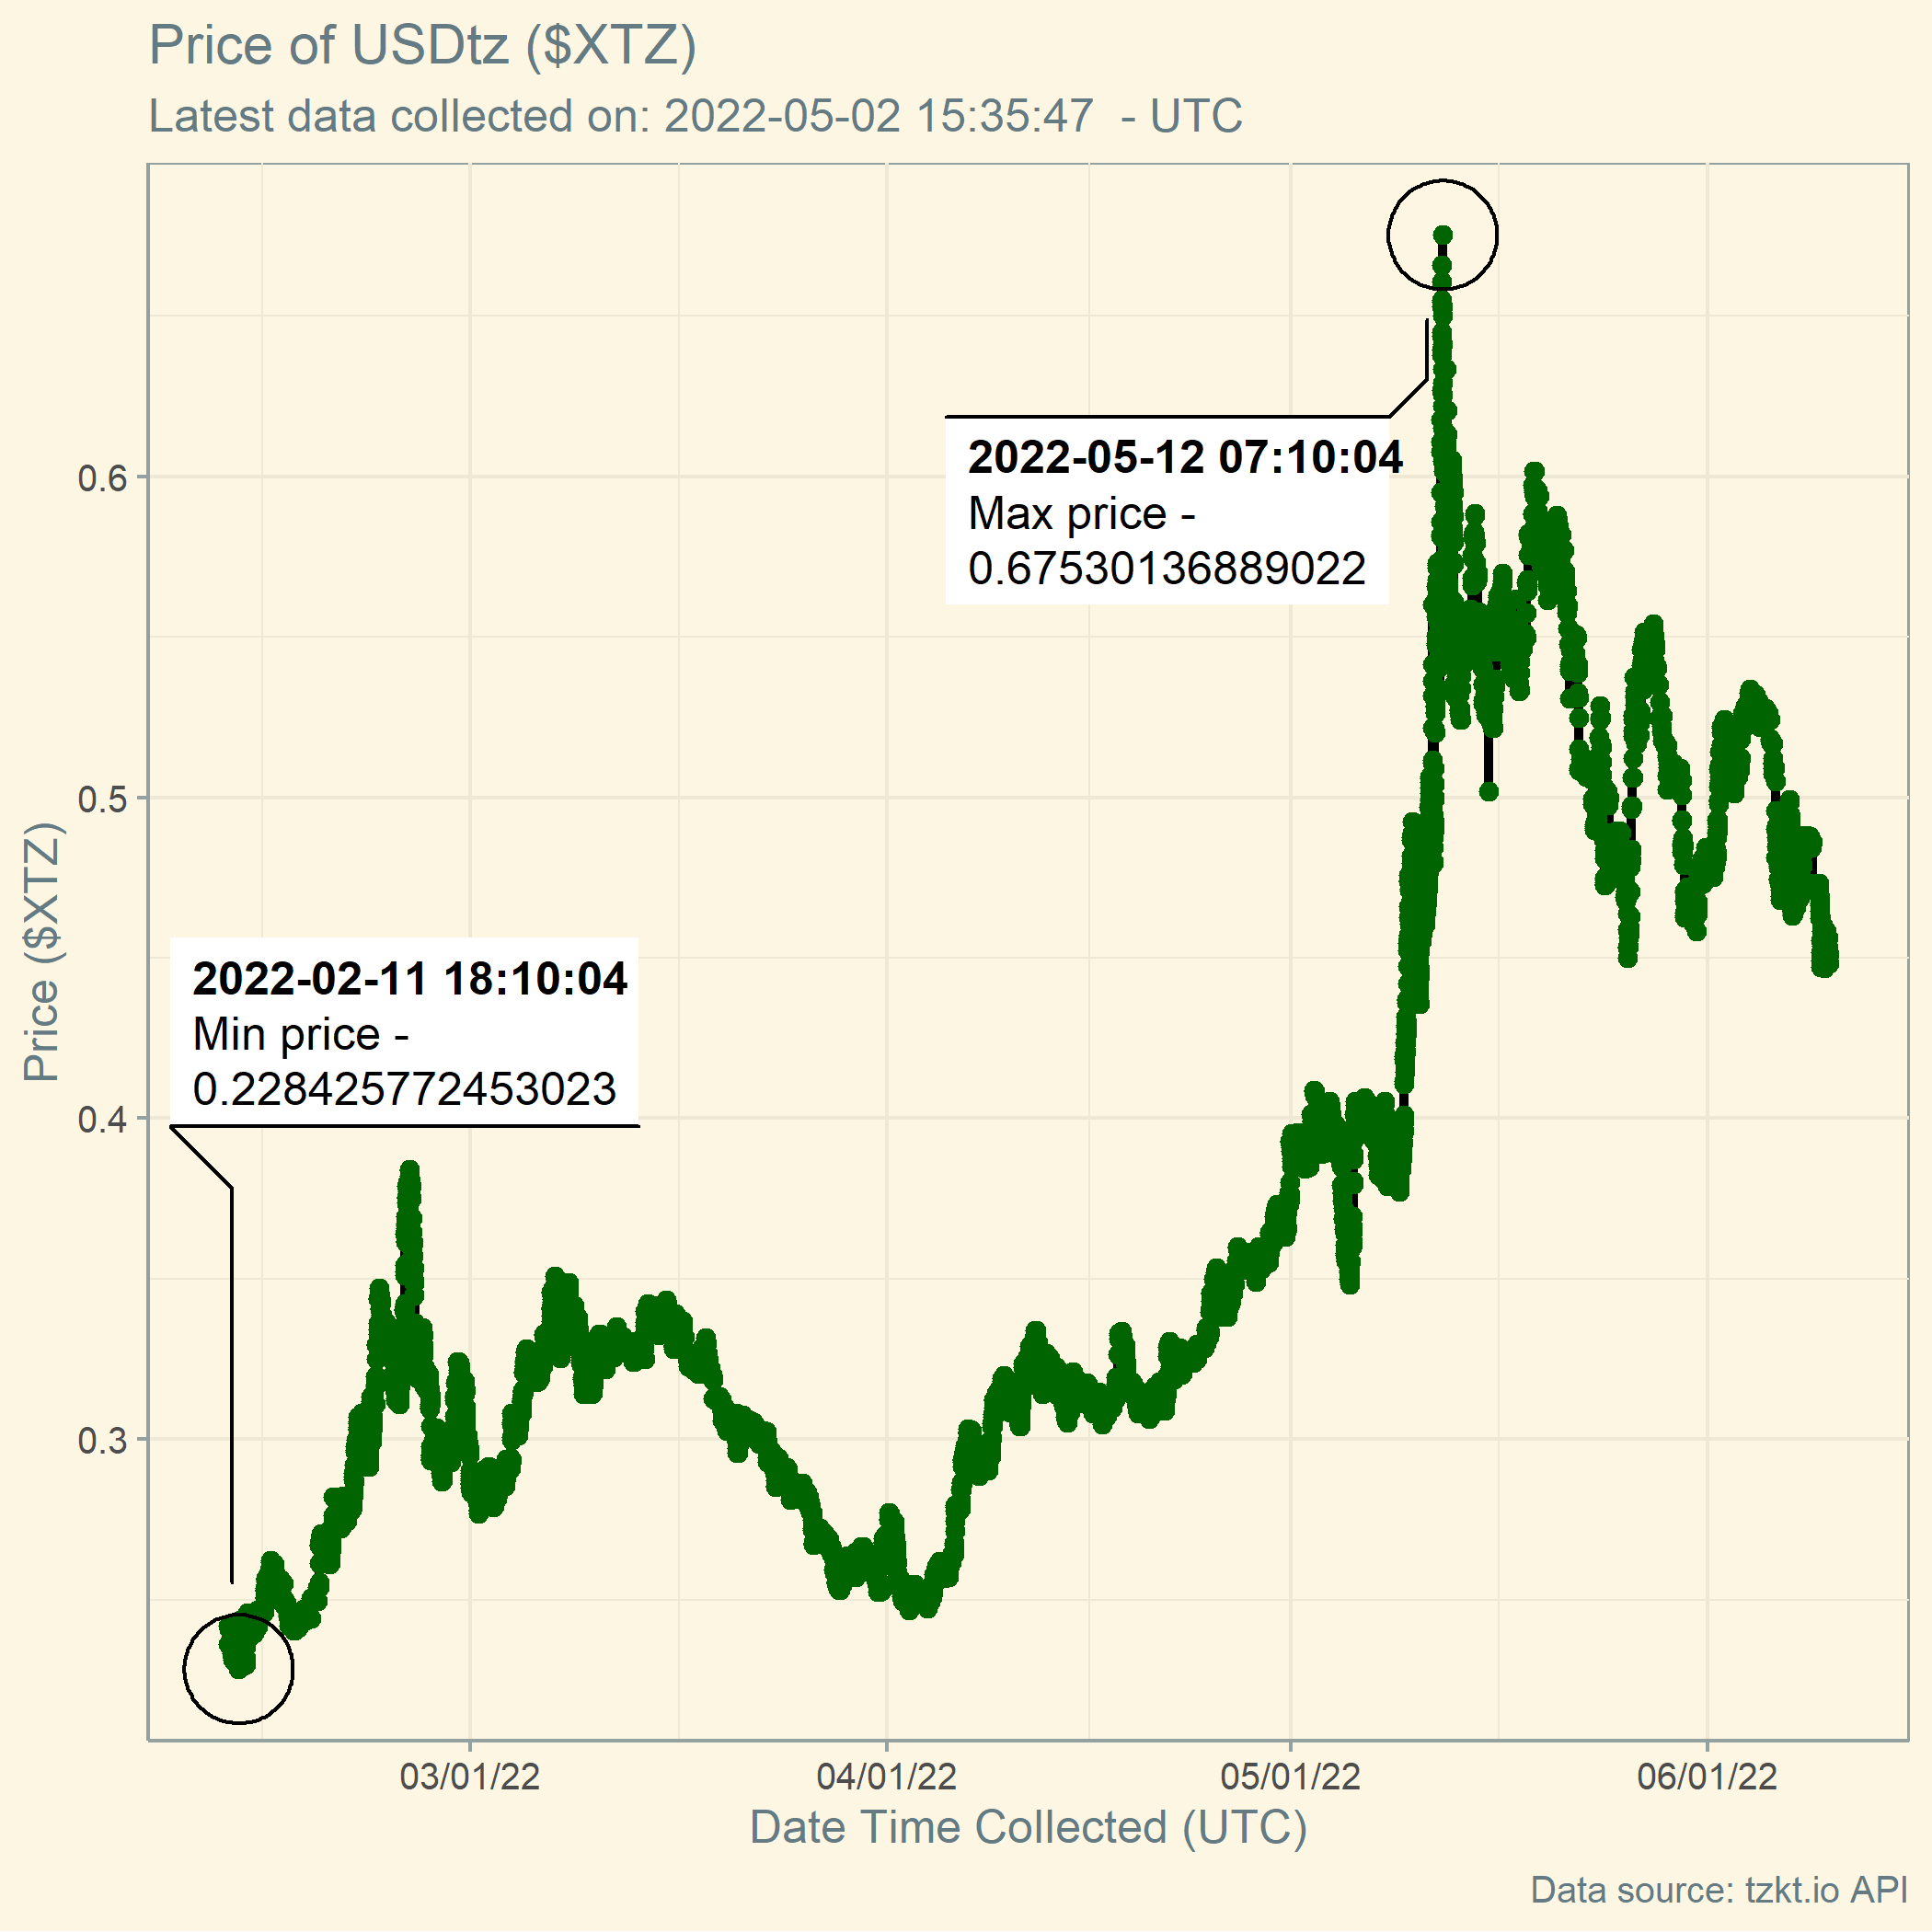 Price of USDtz ($XTZ)
Latest data collected on: 2022-05-02 15:35:47  - UTC
2022-05-12 07:10:04
Max price -
0.67530136889022
2022-02-11 18:10:04
Min price -
0.228425772453023
Price ($XTZ)
0.6
0.5
0.4
0.3
03/01/22
04/01/22
05/01/22
06/01/22
Date Time Collected (UTC)
Data source: tzkt.io API